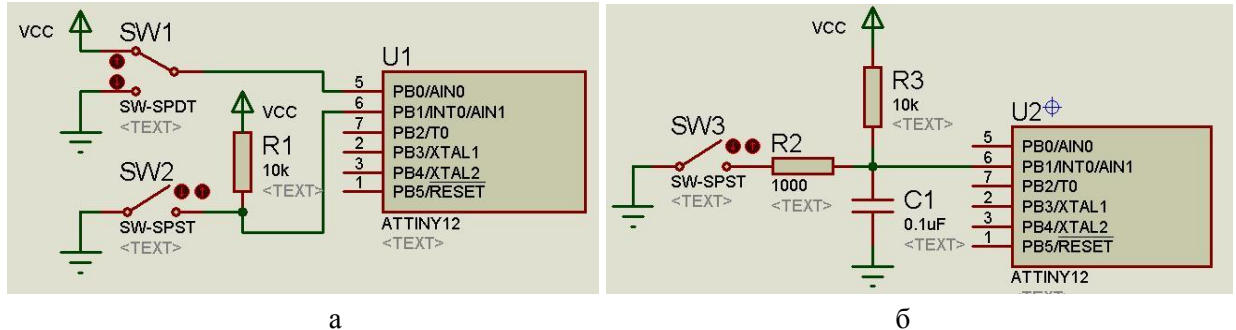 VCC
SW1
SW-SPDT
<TEXT>
VCC
R1
10k
<TEXT>
SW2
SW-SPST
<TEXT>
U1
5 PB0/AIN0
6 PB1/INT0/AIN1
7 PB2/T0
2 PB3/XTAL1
3 PB4/XTAL2
1 PB5/RESET
ATTINY12
<TEXT>
а
VCC
R3
10k
<TEXT>
SW3
SW-SPST
<TEXT>
R2
1000
<TEXT>
C1
0.1uF
<TEXT>
U2
5 PB0/AIN0
6 PB1/INT0/AIN1
7 PB2/T0
2 PB3/XTAL1
3 PB4/XTAL2
1 PB5/RESET
ATTINY12
<TEXT>
б